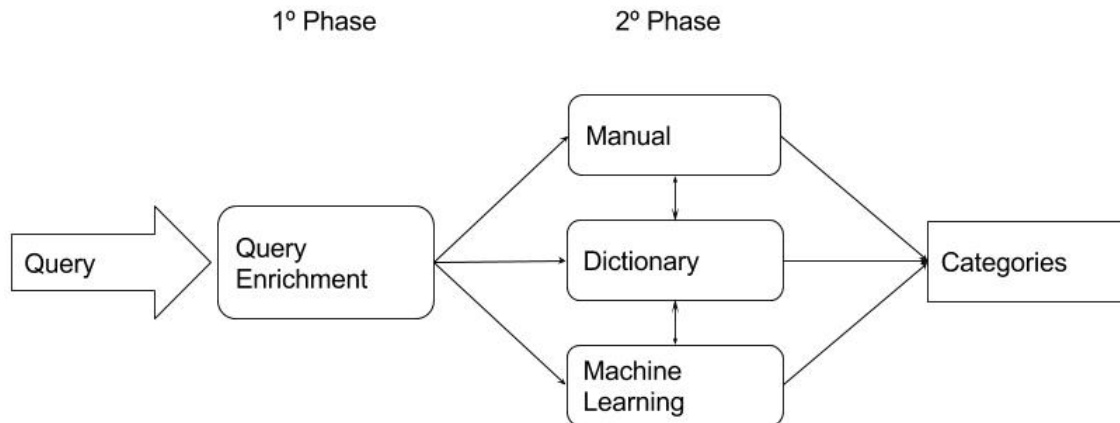 1º Phase
2º Phase
Manual
Query
Query
Enrichment
Dictionary
Categories
Machine
Learning